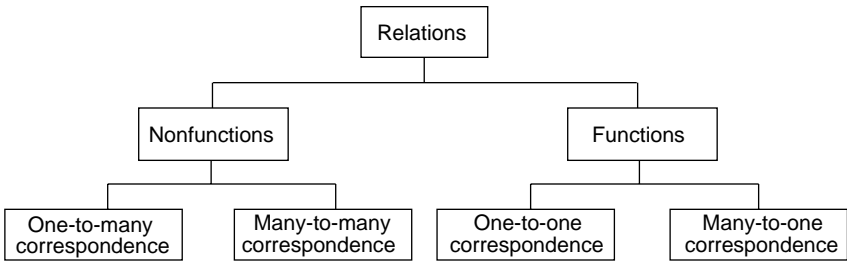 Relations
Nonfunctions
Functions
One-to-many
correspondence
Many-to-many
correspondence
One-to-one
correspondence
Many-to-one
correspondence